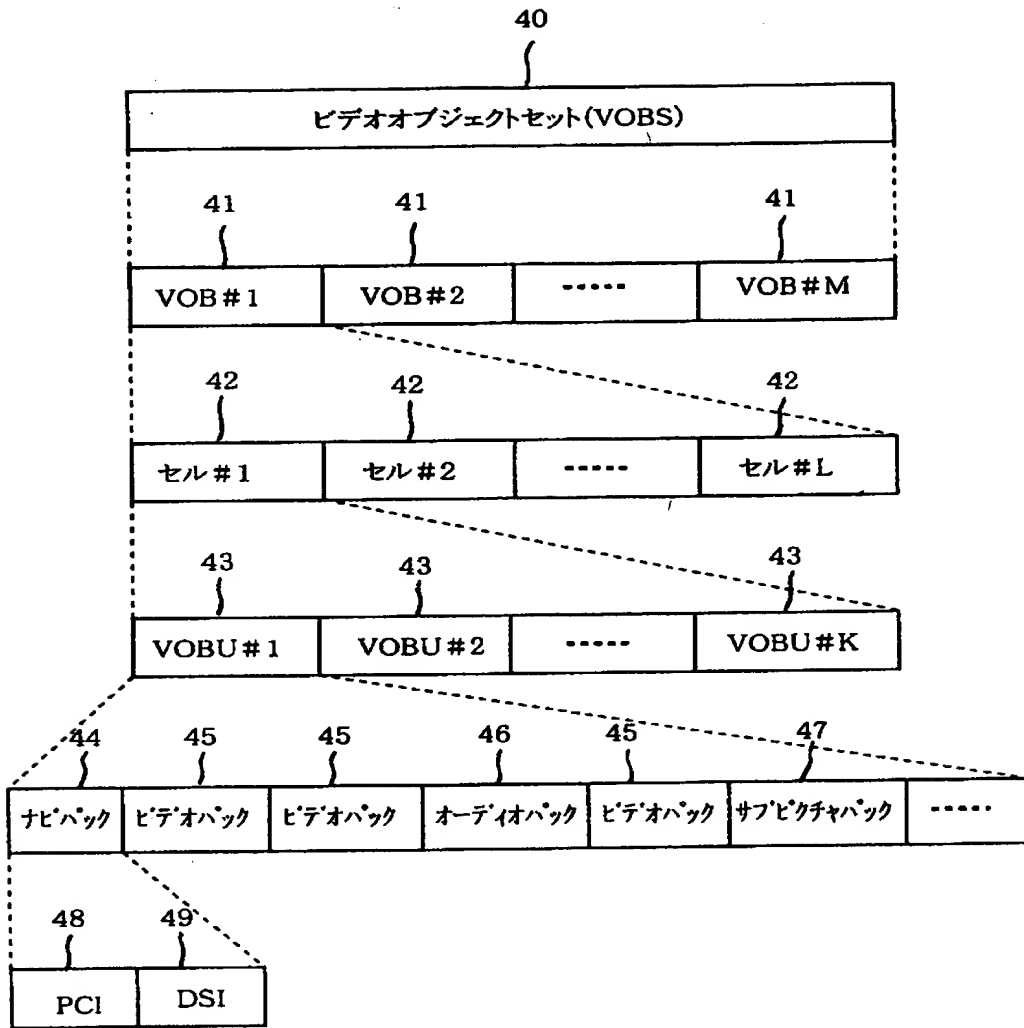 40
ビデオオブジェクトセット(VOBS)
41 41 41
VOB#1 VOB#2 ----- VOB#M
42 42 42
セル#1 セル#2 ----- セル#L
43 43 43
VOBU#1 VOBU#2 ----- VOBU#K
44 45 45 46 45 47
ナビパック ビデオパック ビデオパック オーディオパック ビデオパック サブピクチャパック -----
48 49
PCI DSI